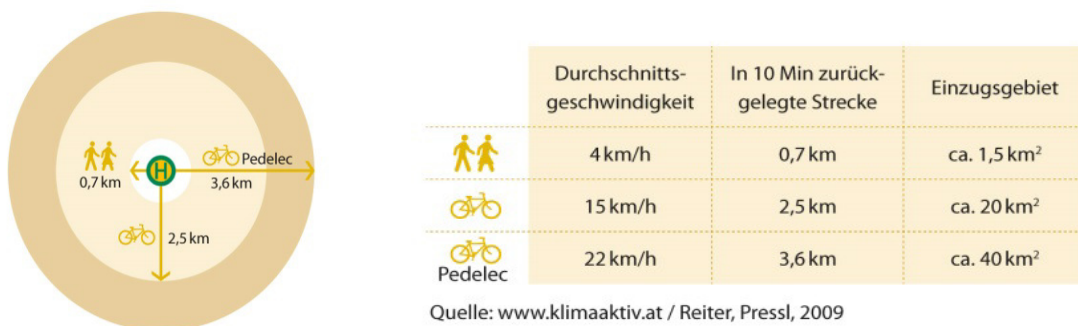 H
Pedelec
0,7 km
3,6 km
2,5 km
Durchschnitts-
geschwindigkeit
In 10 Min zurück-
gelegte Strecke
Einzugsgebiet
4 km/h
0,7 km
ca. 1,5 km²
15 km/h
2,5 km
ca. 20 km²
Pedelec
22 km/h
3,6 km
ca. 40 km²
Quelle: www.klimaaktiv.at / Reiter, Pressl, 2009